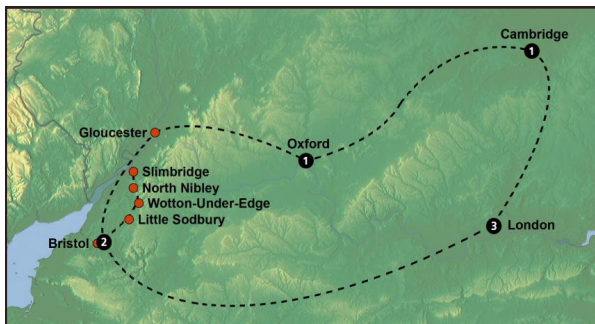 Cambridge
1
Gloucester
Oxford
1
Slimbridge
North Nibley
Wotton-Under-Edge
Little Sodbury
3 London
Bristol 2